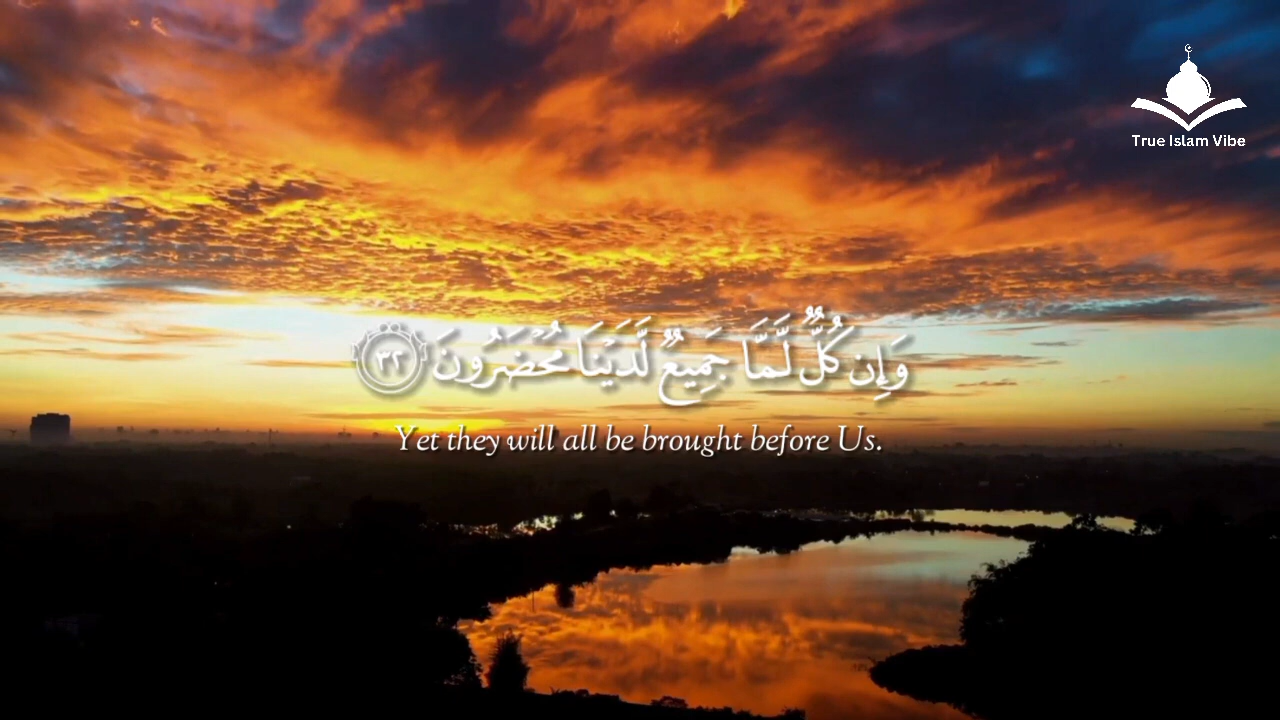 True Islam Vibe
وَإِن كُلٌّ لَّمَّا جَمِيعٌ لَّدَيْنَا مُحْضَرُونَ ٣٢
Yet they will all be brought before Us.